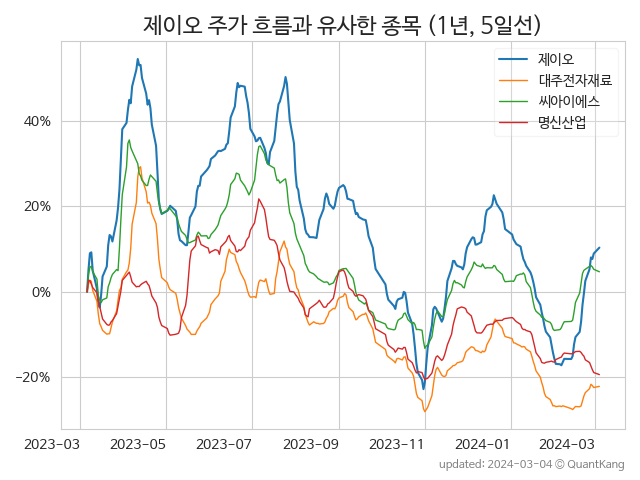 제이오 주가 흐름과 유사한 종목 (1년, 5일선)
제이오
대주전자재료
씨아이에스
명신산업
40%
20%
0%
−20%
2023-03
2023-05
2023-07
2023-09
2023-11
2024-01
2024-03
updated: 2024-03-04 © QuantKang